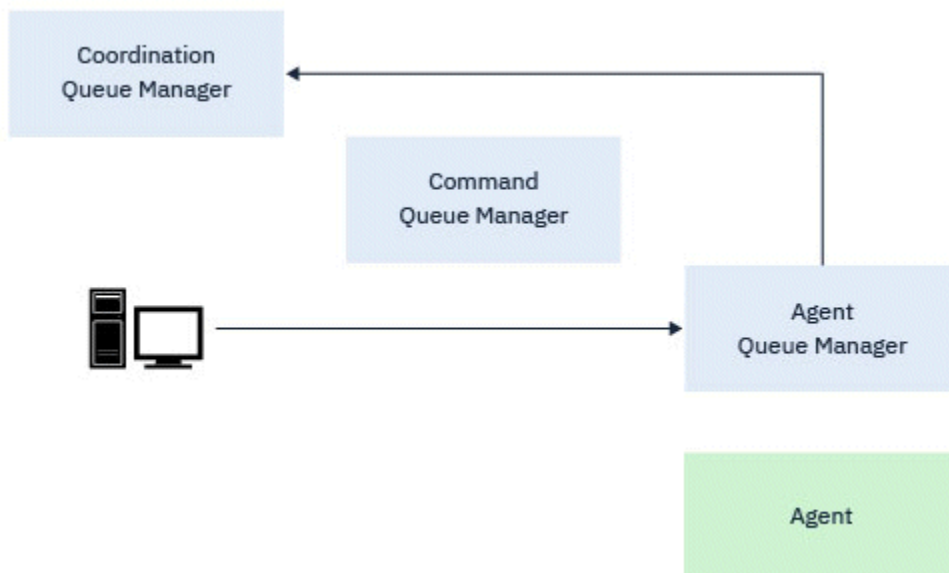 Coordination
Queue Manager
Command
Queue Manager
Agent
Queue Manager
Agent